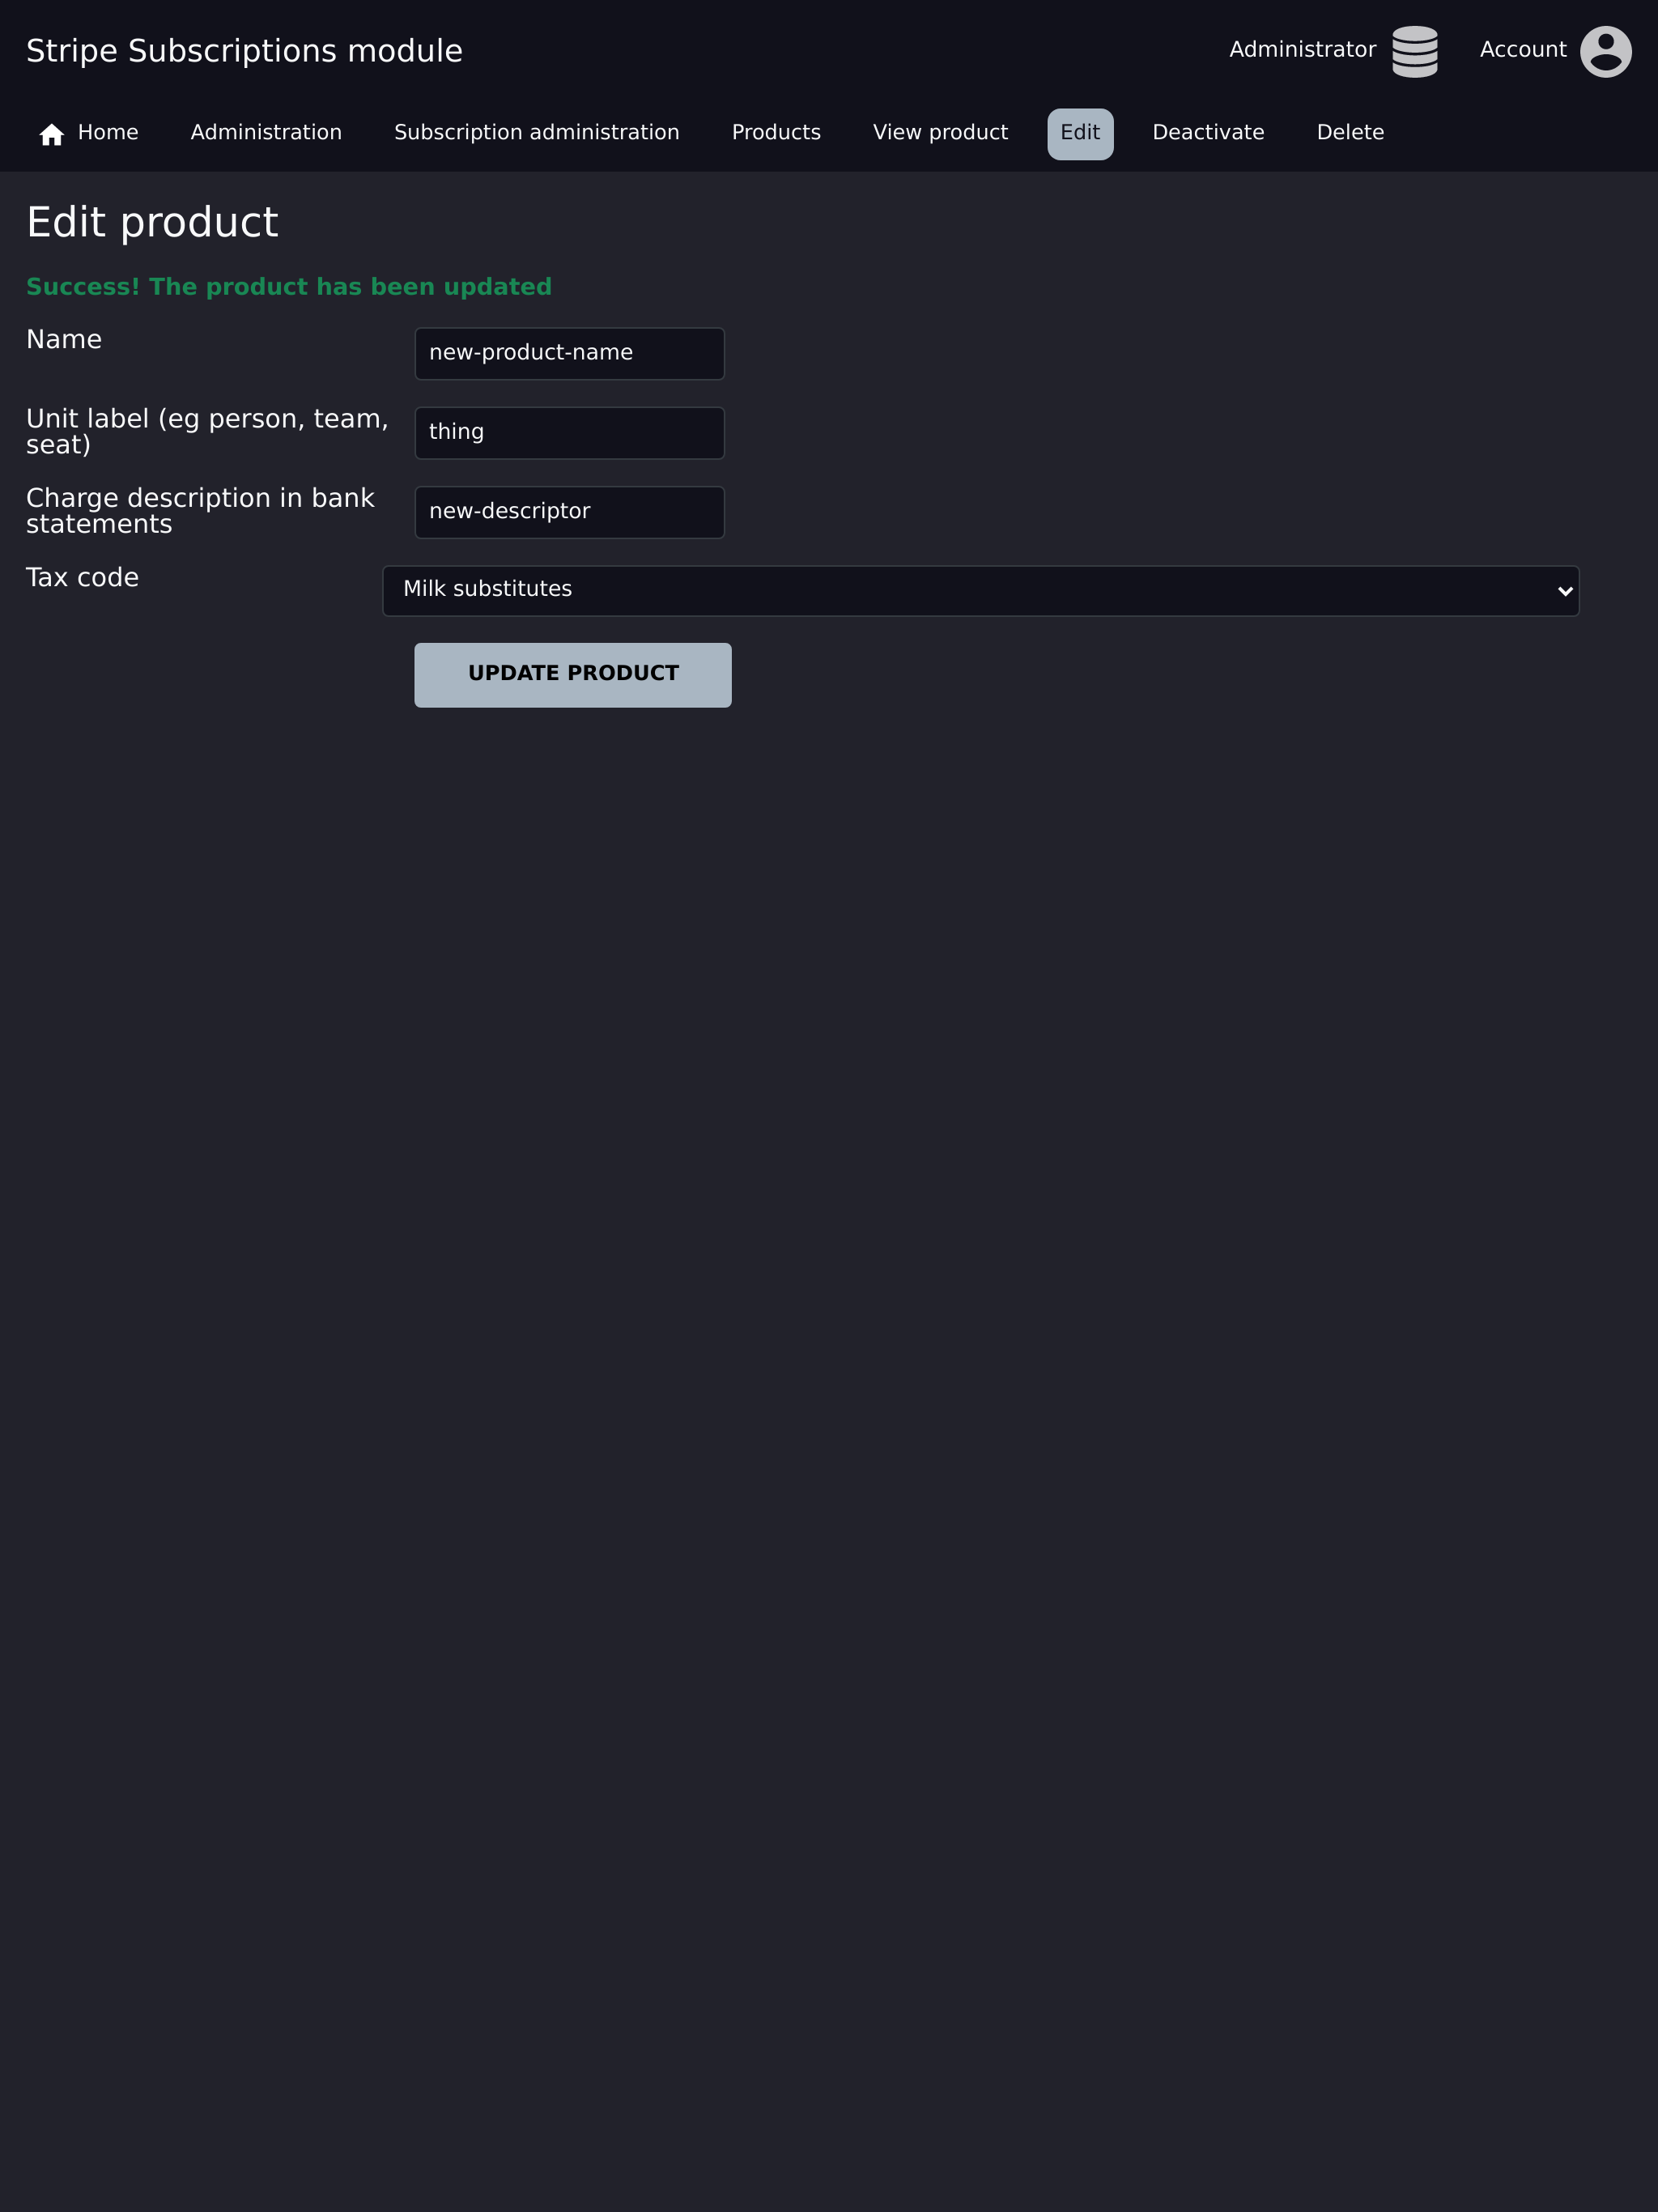 Stripe Subscriptions module
Administrator
Account
Home
Administration
Subscription administration
Products
View product
Edit
Deactivate
Delete
Edit product
Success! The product has been updated
Name
new-product-name
Unit label (eg person, team,
seat)
thing
Charge description in bank
statements
new-descriptor
Tax code
Milk substitutes
UPDATE PRODUCT